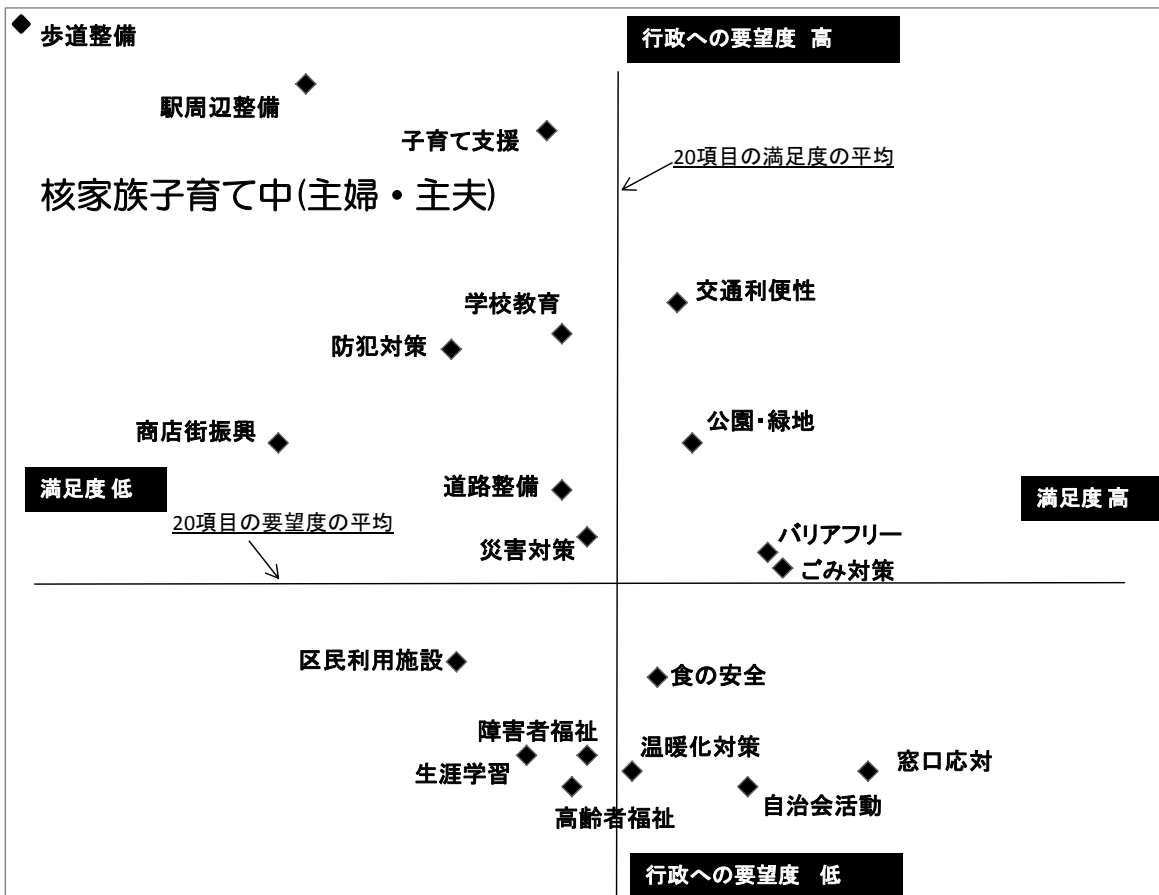 歩道整備
行政への要望度 高
駅周辺整備
子育て支援
20項目の満足度の平均
核家族子育て中(主婦・主夫)
交通利便性
学校教育
防犯対策
公園・緑地
商店街振興
満足度 低
道路整備
満足度 高
20項目の要望度の平均
バリアフリー
災害対策
ごみ対策
区民利用施設
食の安全
障害者福祉
温暖化対策
窓口応対
生涯学習
自治会活動
高齢者福祉
行政への要望度 低